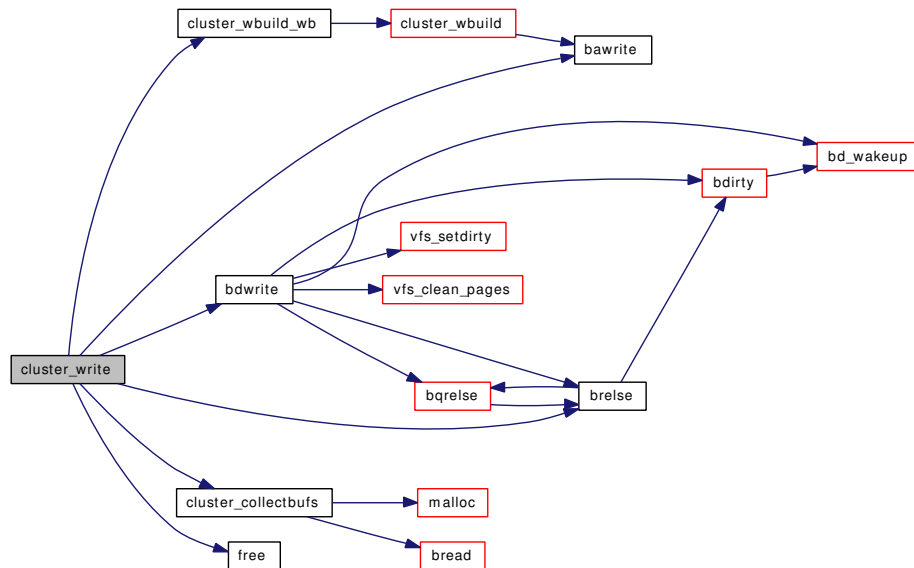 cluster_wbuild_wb
cluster_wbuild
bawrite
bd_wakeup
bdirty
vfs_setdirty
bdwrite
vfs_clean_pages
cluster_write
bqrelse
brelse
cluster_collectbufs
malloc
free
bread